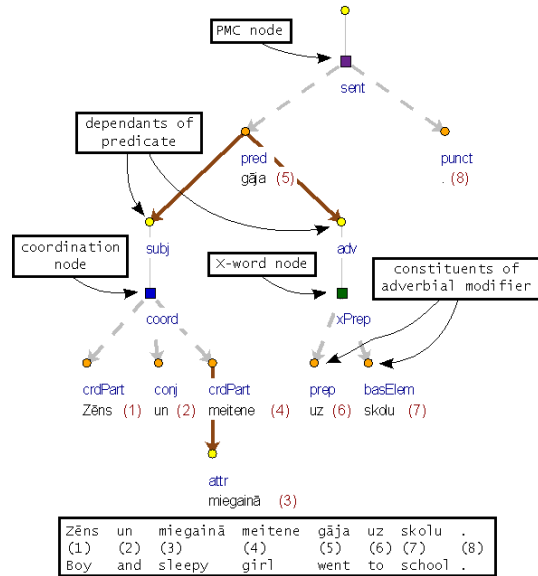 PMC node
sent
dependants of
predicate
pred
gāja (5)
punct
. (8)
subj
adv
coordination
node
X-word node
constituents of
adverbial modifier
coord
xPrep
crdPart conj crdPart prep basElem
Zēns (1) un (2) meitene (4) uz (6) skolu (7)
attr
miegainā (3)
Zēns un miegainā meitene gāja uz skolu .
(1) (2) (3) (4) (5) (6) (7) (8)
Boy and sleepy girl went to school .